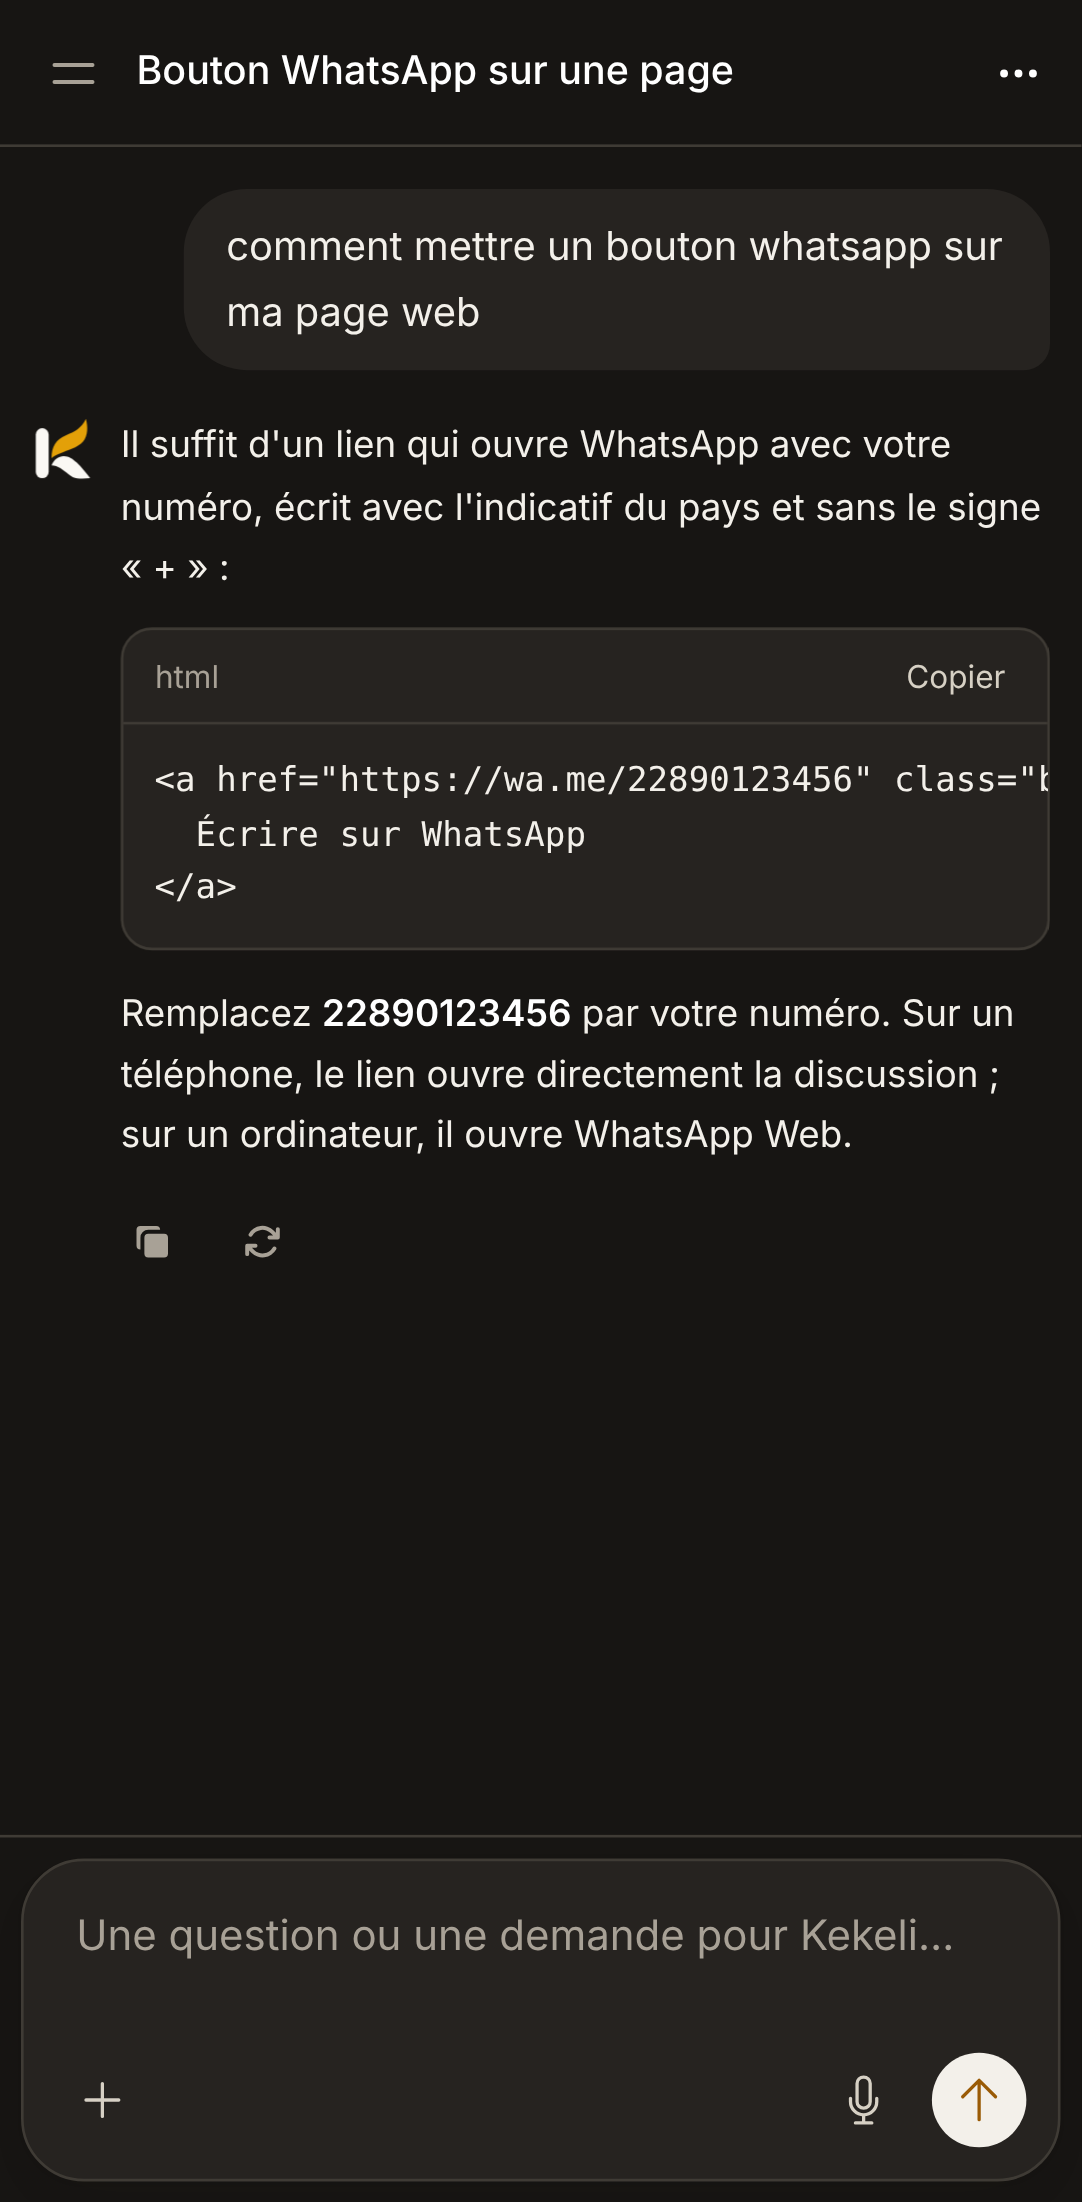 Bouton WhatsApp sur une page
comment mettre un bouton whatsapp sur
ma page web
Il suffit d'un lien qui ouvre WhatsApp avec votre
numéro, écrit avec l'indicatif du pays et sans le signe
« + » :
html
Copier
<a href="https://wa.me/22890123456" class="b
  Écrire sur WhatsApp
</a>
Remplacez 22890123456 par votre numéro. Sur un
téléphone, le lien ouvre directement la discussion ;
sur un ordinateur, il ouvre WhatsApp Web.
Une question ou une demande pour Kekeli...